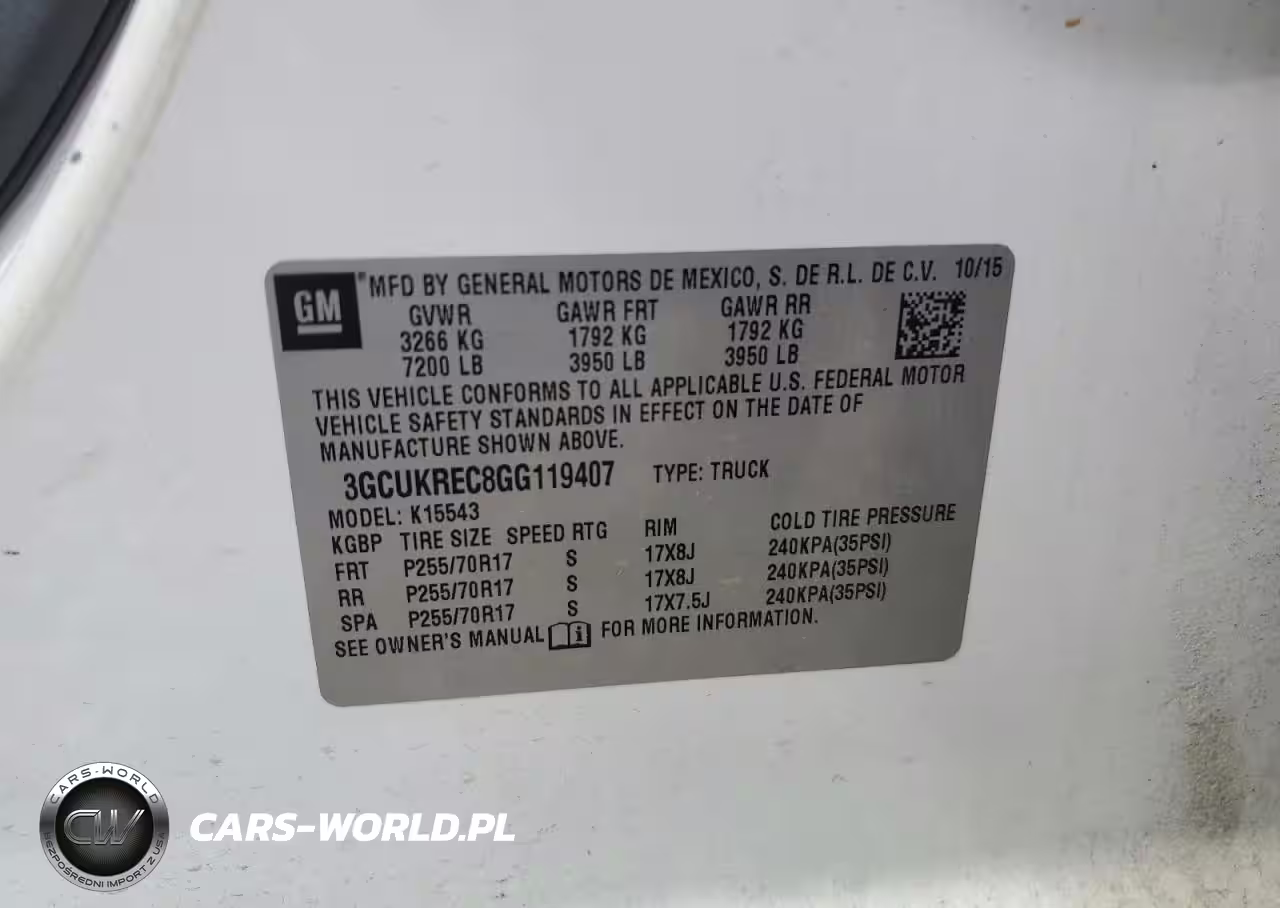 GM
®MFD BY GENERAL MOTORS DE MEXICO, S. DE R.L. DE C.V. 10/15
GVWR GAWR FRT GAWR RR
3266 KG 1792 KG 1792 KG
7200 LB 3950 LB 3950 LB
THIS VEHICLE CONFORMS TO ALL APPLICABLE U.S. FEDERAL MOTOR
VEHICLE SAFETY STANDARDS IN EFFECT ON THE DATE OF
MANUFACTURE SHOWN ABOVE.
3GCUKREC8GG119407 TYPE: TRUCK
MODEL: K15543
KGBP TIRE SIZE SPEED RTG RIM COLD TIRE PRESSURE
FRT P255/70R17 S 17X8J 240KPA(35PSI)
RR P255/70R17 S 17X8J 240KPA(35PSI)
SPA P255/70R17 S 17X7.5J 240KPA(35PSI)
SEE OWNER'S MANUAL i FOR MORE INFORMATION.
CARS-WORLD
CW
BEZPOŚREDNI IMPORT Z USA
CARS-WORLD.PL